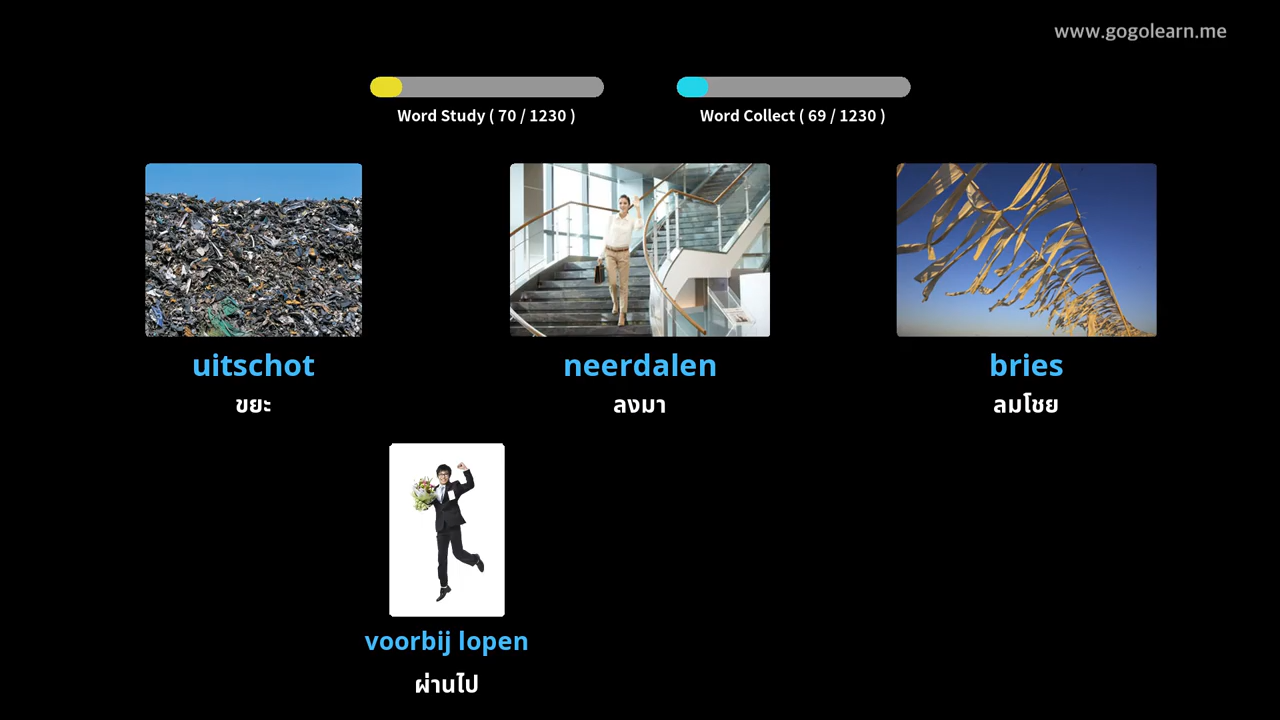 www.gogolearn.me
Word Study ( 70 / 1230 )
Word Collect ( 69 / 1230 )
uitschot
neerdalen
bries
ขยะ
ลงมา
ลมโชย
voorbij lopen
ผ่านไป